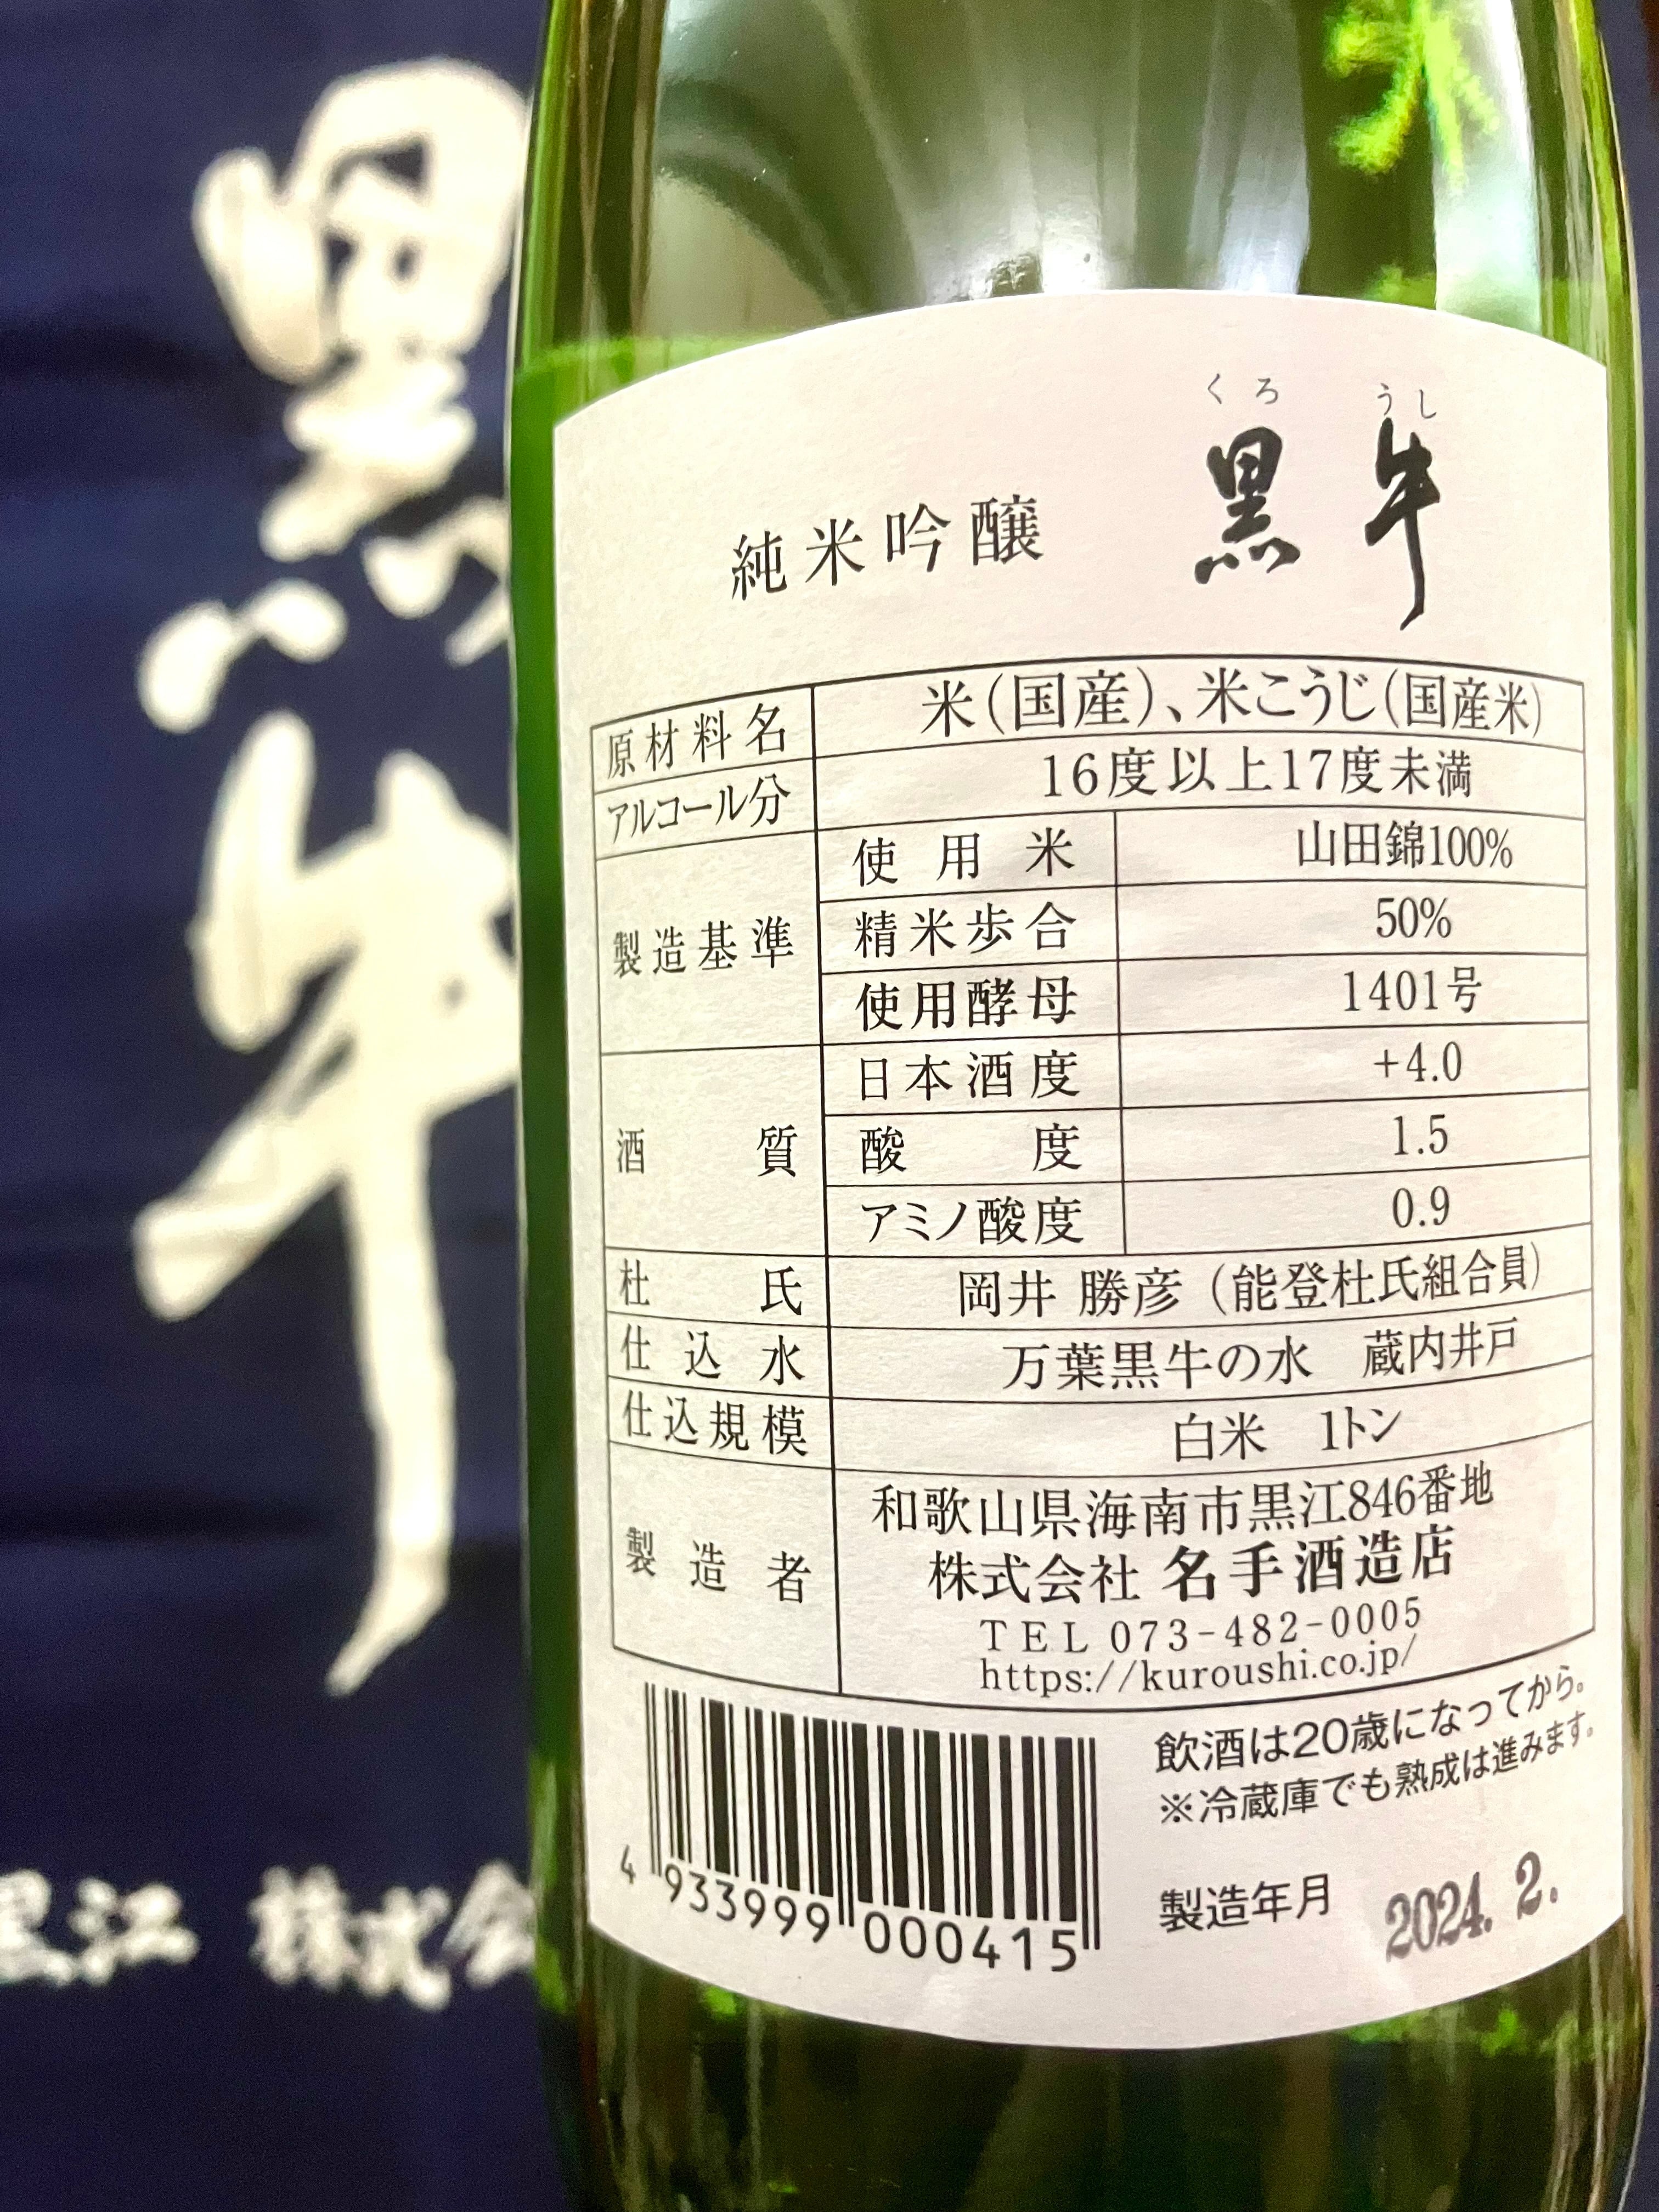 黒牛
黒江 株式会
くろ うし
純米吟醸 黒牛
原材料名 米(国産)、米こうじ(国産米)
アルコール分 16度以上17度未満
製造基準
使用米 山田錦100%
精米歩合 50%
使用酵母 1401号
酒質
日本酒度 +4.0
酸度 1.5
アミノ酸度 0.9
杜氏 岡井 勝彦(能登杜氏組合員)
仕込水 万葉黒牛の水 蔵内井戸
仕込規模 白米 1トン
製造者
和歌山県海南市黒江846番地
株式会社 名手酒造店
TEL 073-482-0005
https://kuroushi.co.jp/
飲酒は20歳になってから。
※冷蔵庫でも熟成は進みます。
製造年月 2024. 2.
4 933999 000415